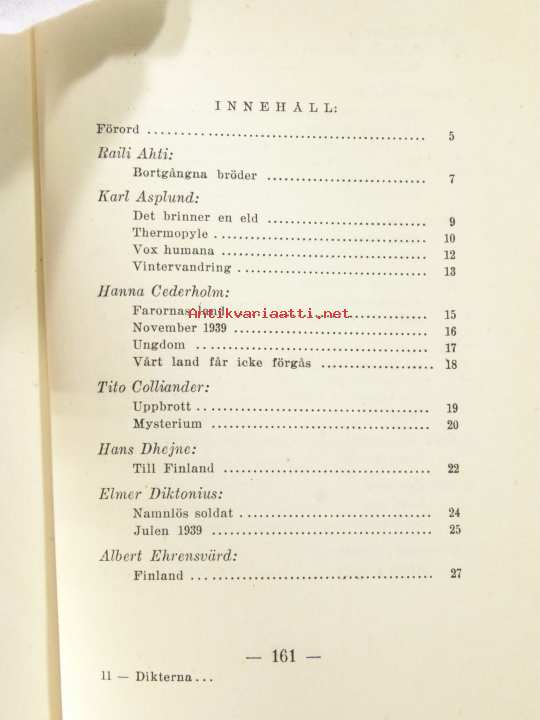 INNEHÅLL:
Förord ........................................ 5
Raili Ahti:
Bortgångna bröder ........................ 7
Karl Asplund:
Det brinner en eld ........................ 9
Thermopyle ................................ 10
Vox humana ................................ 12
Vintervandring ............................ 13
Hanna Cederholm:
Farornas land ............................. 15
Antikvariaatti.net
November 1939 ............................. 16
Ungdom .................................... 17
Vårt land får icke förgås ................. 18
Tito Colliander:
Uppbrott .................................. 19
Mysterium ................................. 20
Hans Dhejne:
Till Finland .............................. 22
Elmer Diktonius:
Namnlös soldat ............................ 24
Julen 1939 ................................ 25
Albert Ehrensvärd:
Finland ................................... 27
— 161 —
11 — Dikterna...